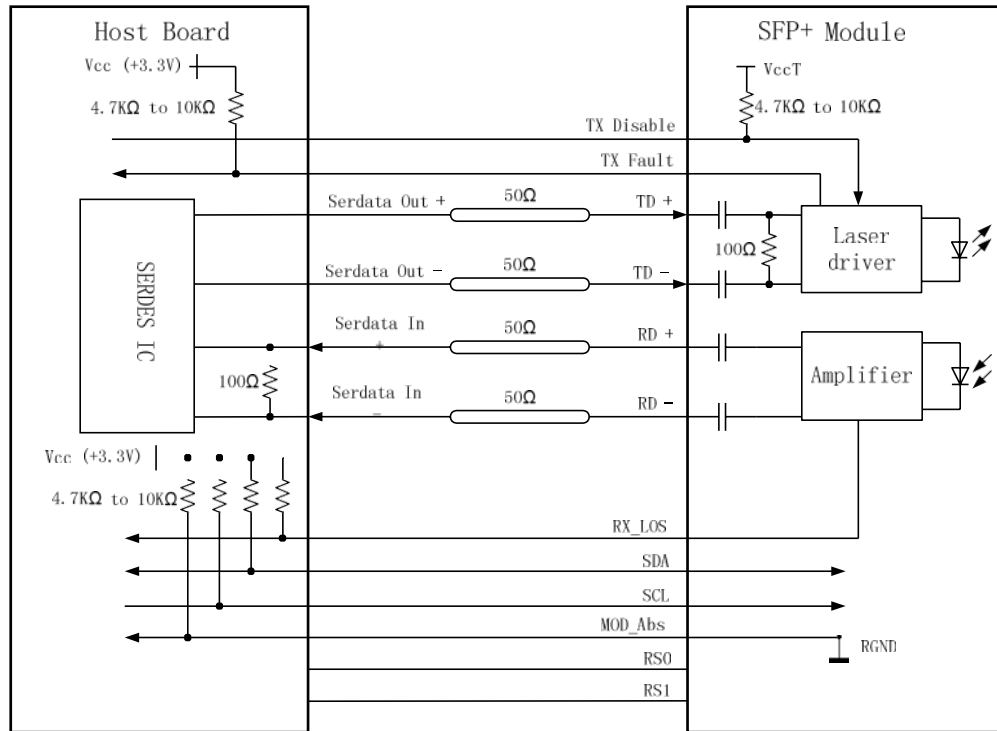 Host Board
SFP+ Module
Vcc (+3.3V)
VccT
4.7KΩ to 10KΩ
4.7KΩ to 10KΩ
TX Disable
TX Fault
Serdata Out +
50Ω
TD +
100Ω
Laser
driver
SERDES IC
Serdata Out -
50Ω
TD -
Serdata In
+
50Ω
RD +
100Ω
Amplifier
Serdata In
-
50Ω
RD -
Vcc (+3.3V)
4.7KΩ to 10KΩ
RX_LOS
SDA
SCL
MOD_Abs
RGND
RS0
RS1